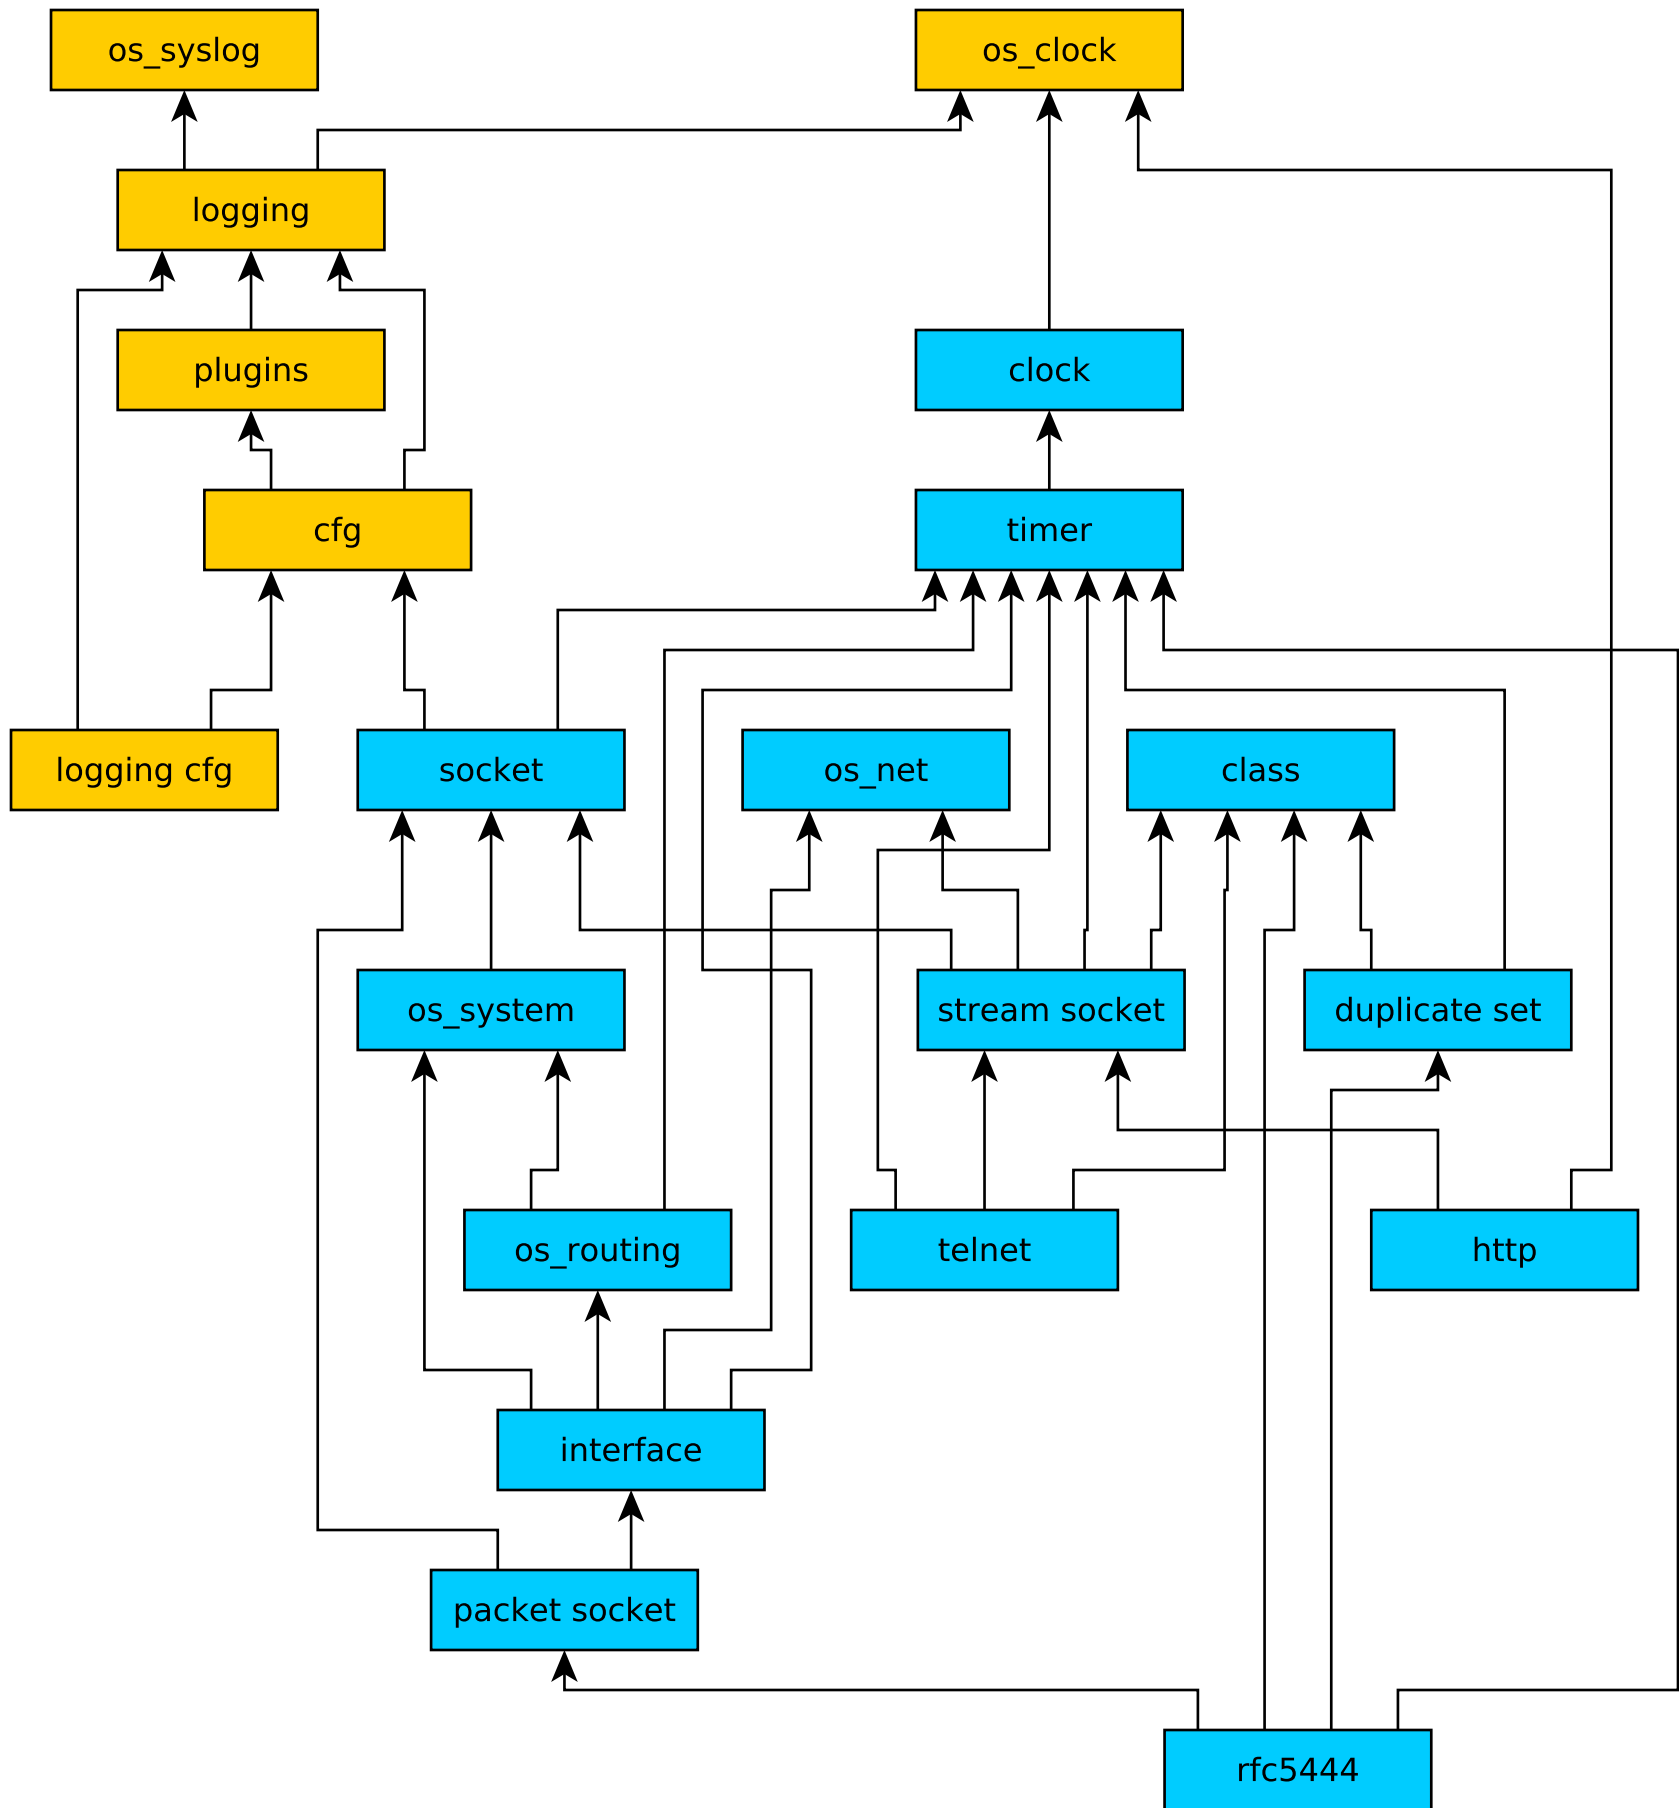 os_syslog
os_clock
logging
plugins
clock
cfg
timer
logging cfg
socket
os_net
class
os_system
stream socket
duplicate set
os_routing
telnet
http
interface
packet socket
rfc5444